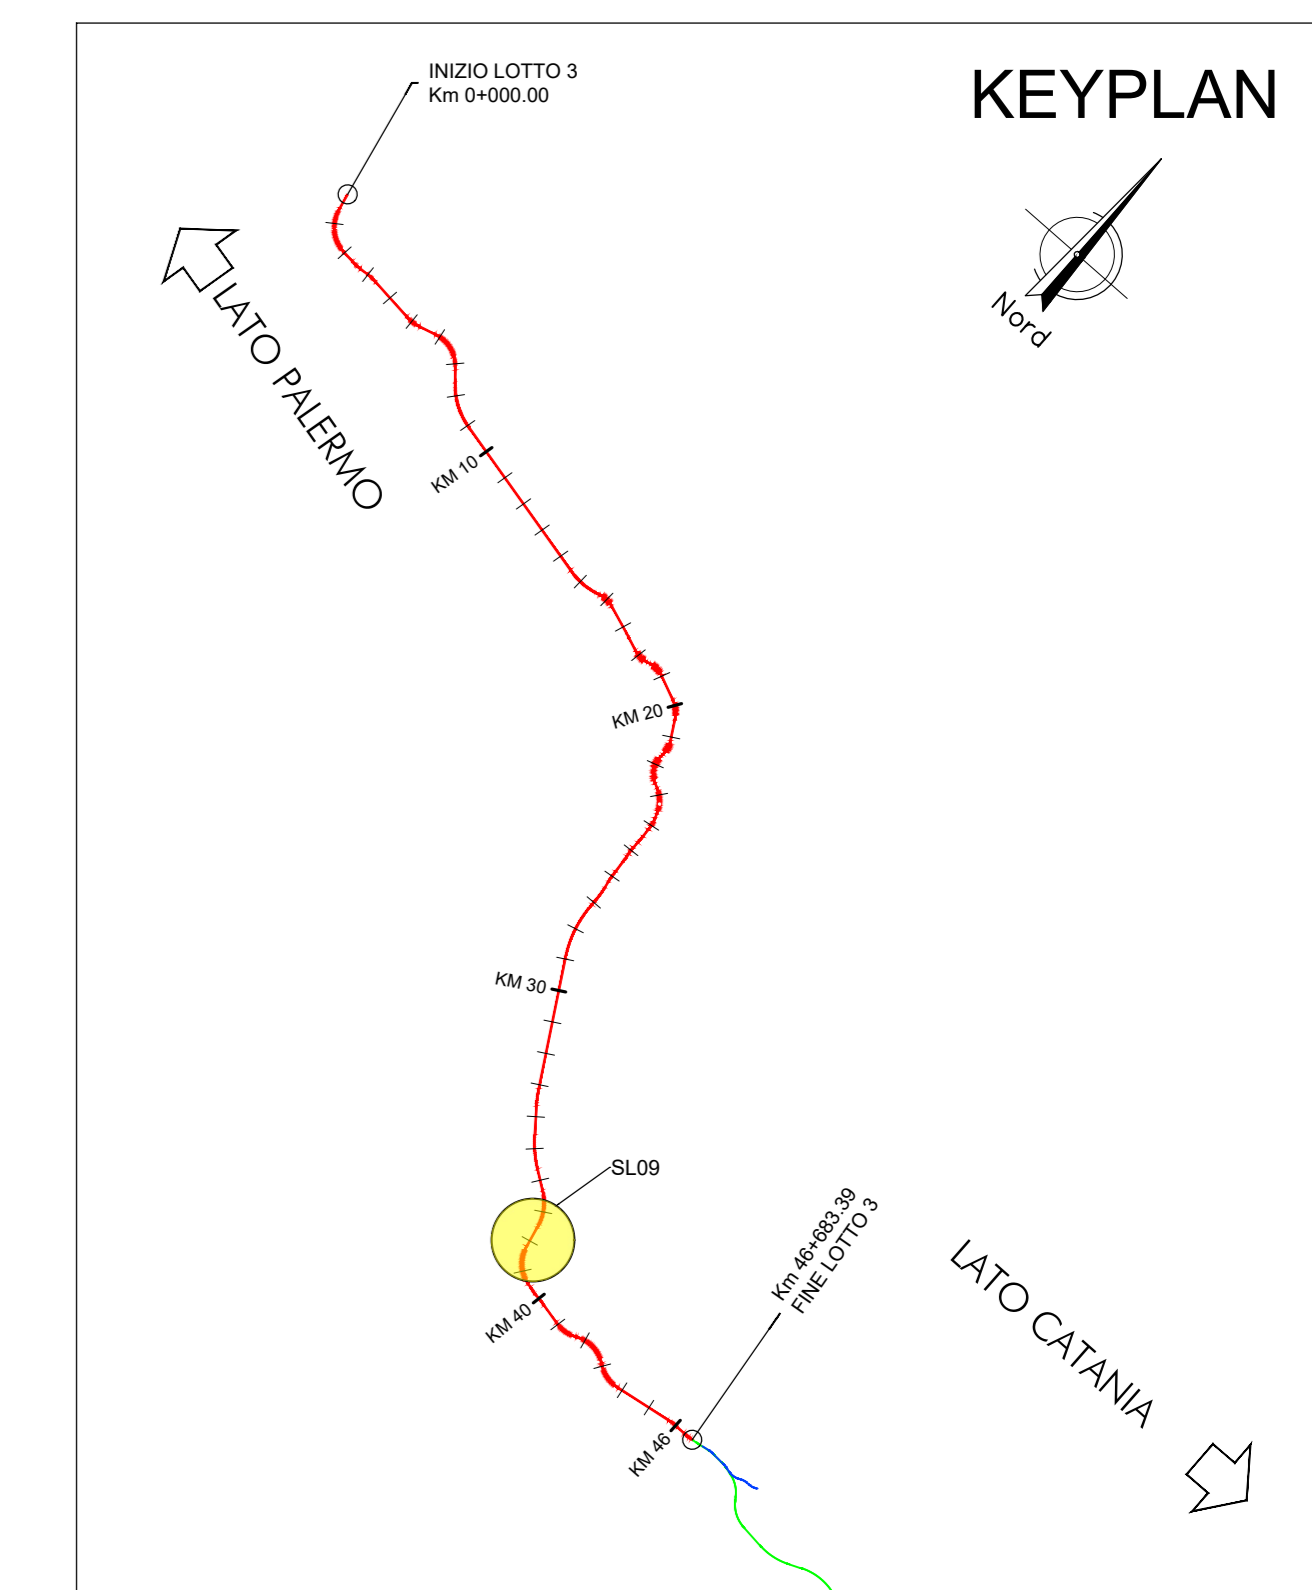 INIZIO LOTTO 3
Km 0+000.00
KEYPLAN
Nord
LATO PALERMO
KM 10
KM 20
KM 30
SL09
KM 40
Km 46+683.39
FINE LOTTO 3
LATO CATANIA
KM 46